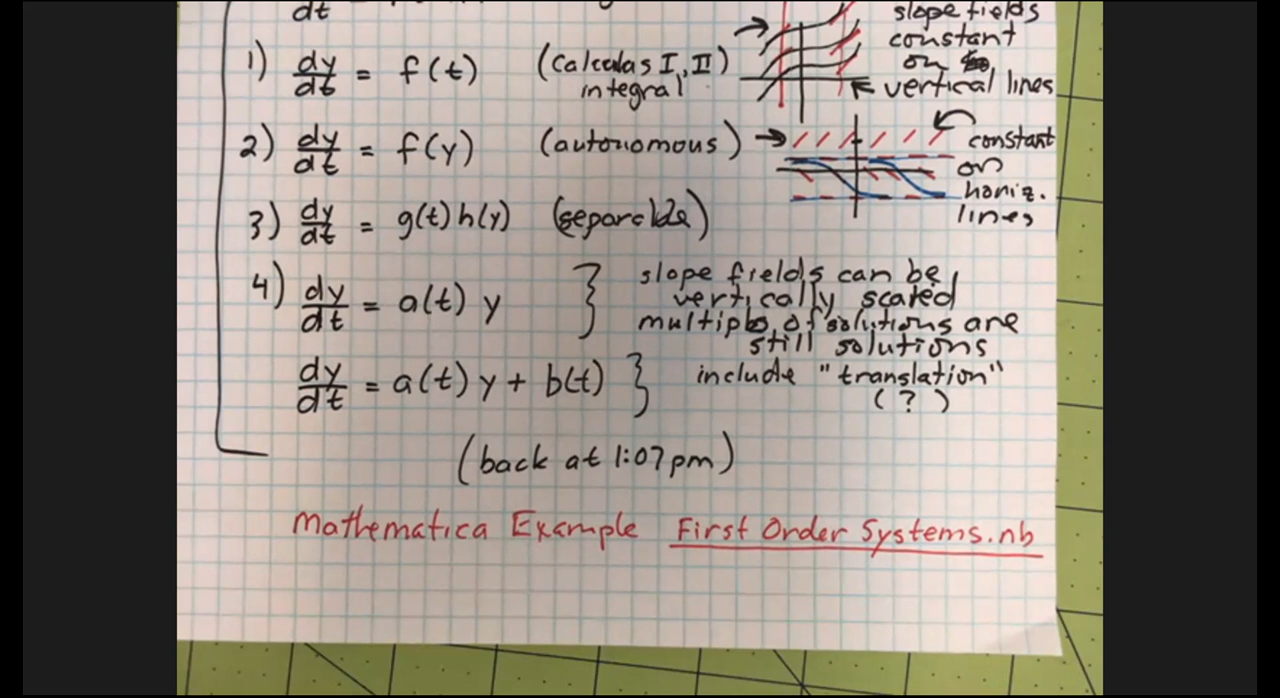 dt
slope fields
constant
on
vertical lines
1) dy/dt = f(t) (Calculas I, II)
integral
2) dy/dt = f(y) (autonomous)
constant
on
horiz.
lines
3) dy/dt = g(t) h(y) (separable)
4) dy/dt = a(t) y } slope fields can be
vertically scaled
multiples of solutions are
still solutions
dy/dt = a(t) y + b(t) } include "translation"
(?)
(back at 1:07pm)
Mathematica Example First Order Systems.nb